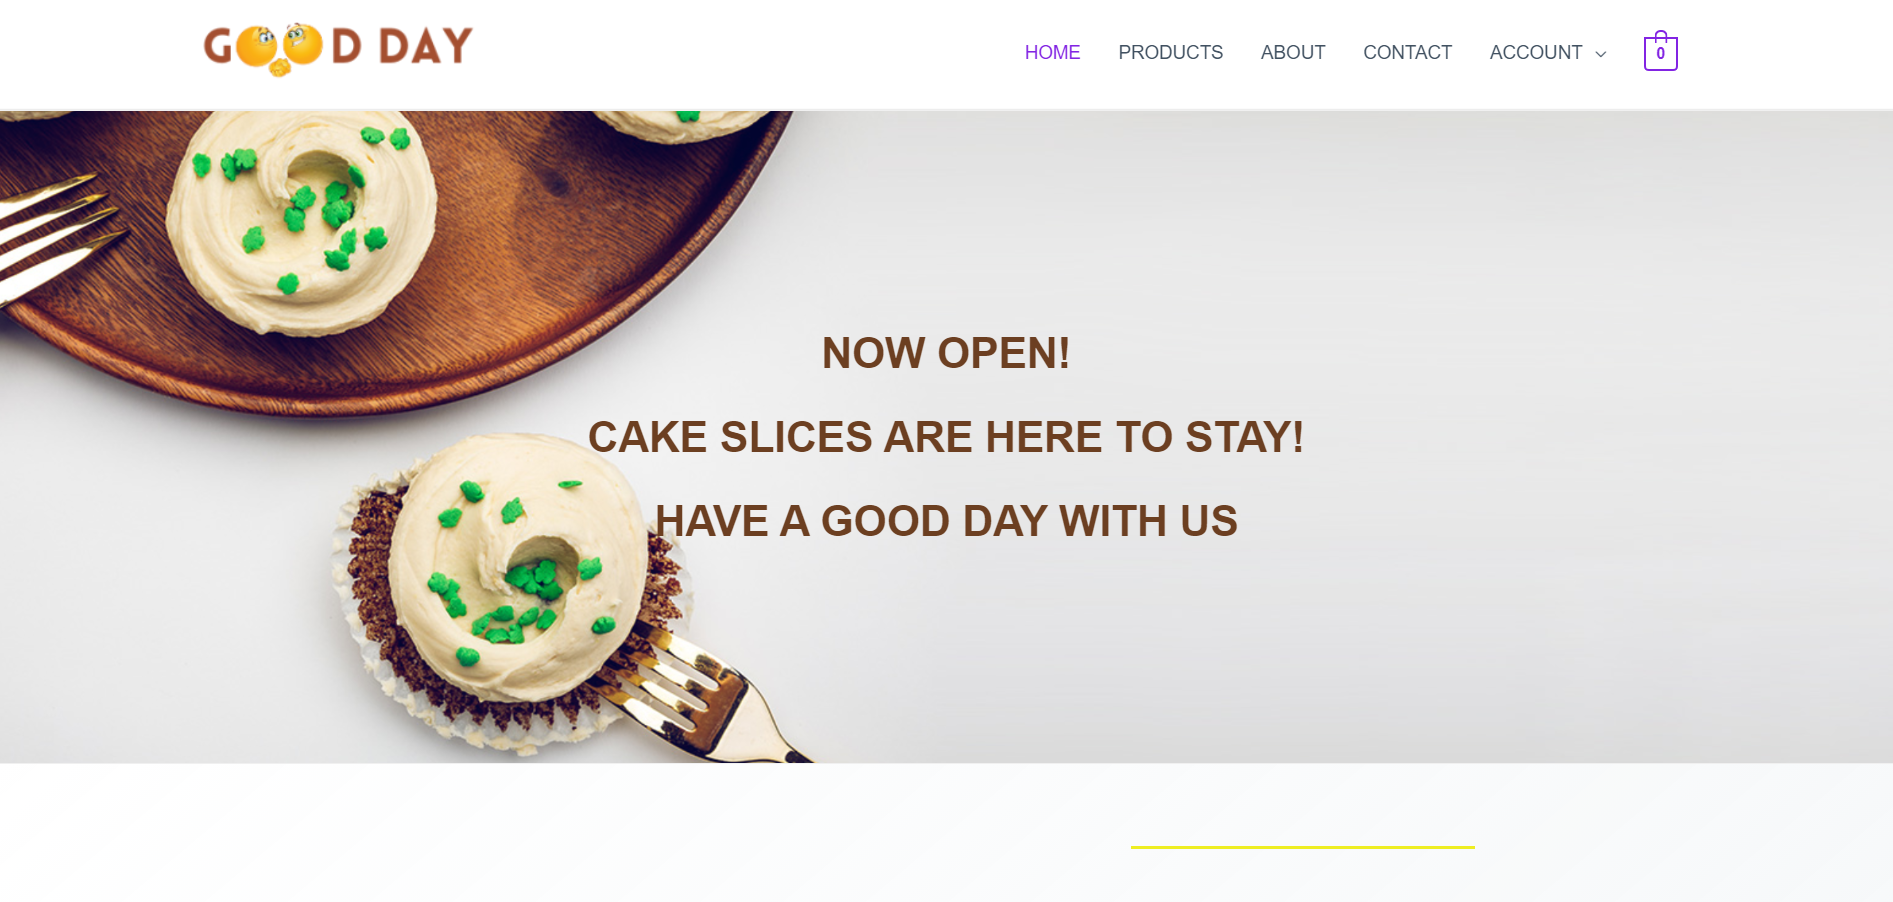 GOOD DAY
HOME PRODUCTS ABOUT CONTACT ACCOUNT 0
NOW OPEN!
CAKE SLICES ARE HERE TO STAY!
HAVE A GOOD DAY WITH US